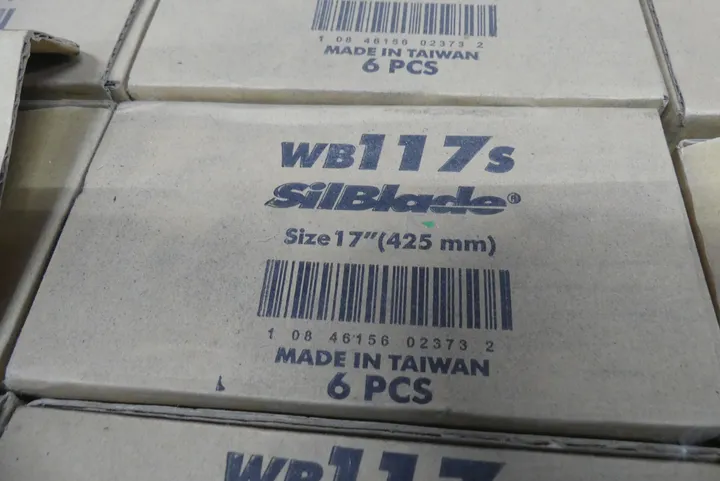 1 08 46156 02373 2
MADE IN TAIWAN
6 PCS
WB117s
SilBlade®
Size 17"(425 mm)
1 08 46156 02373 2
MADE IN TAIWAN
6 PCS
WB117